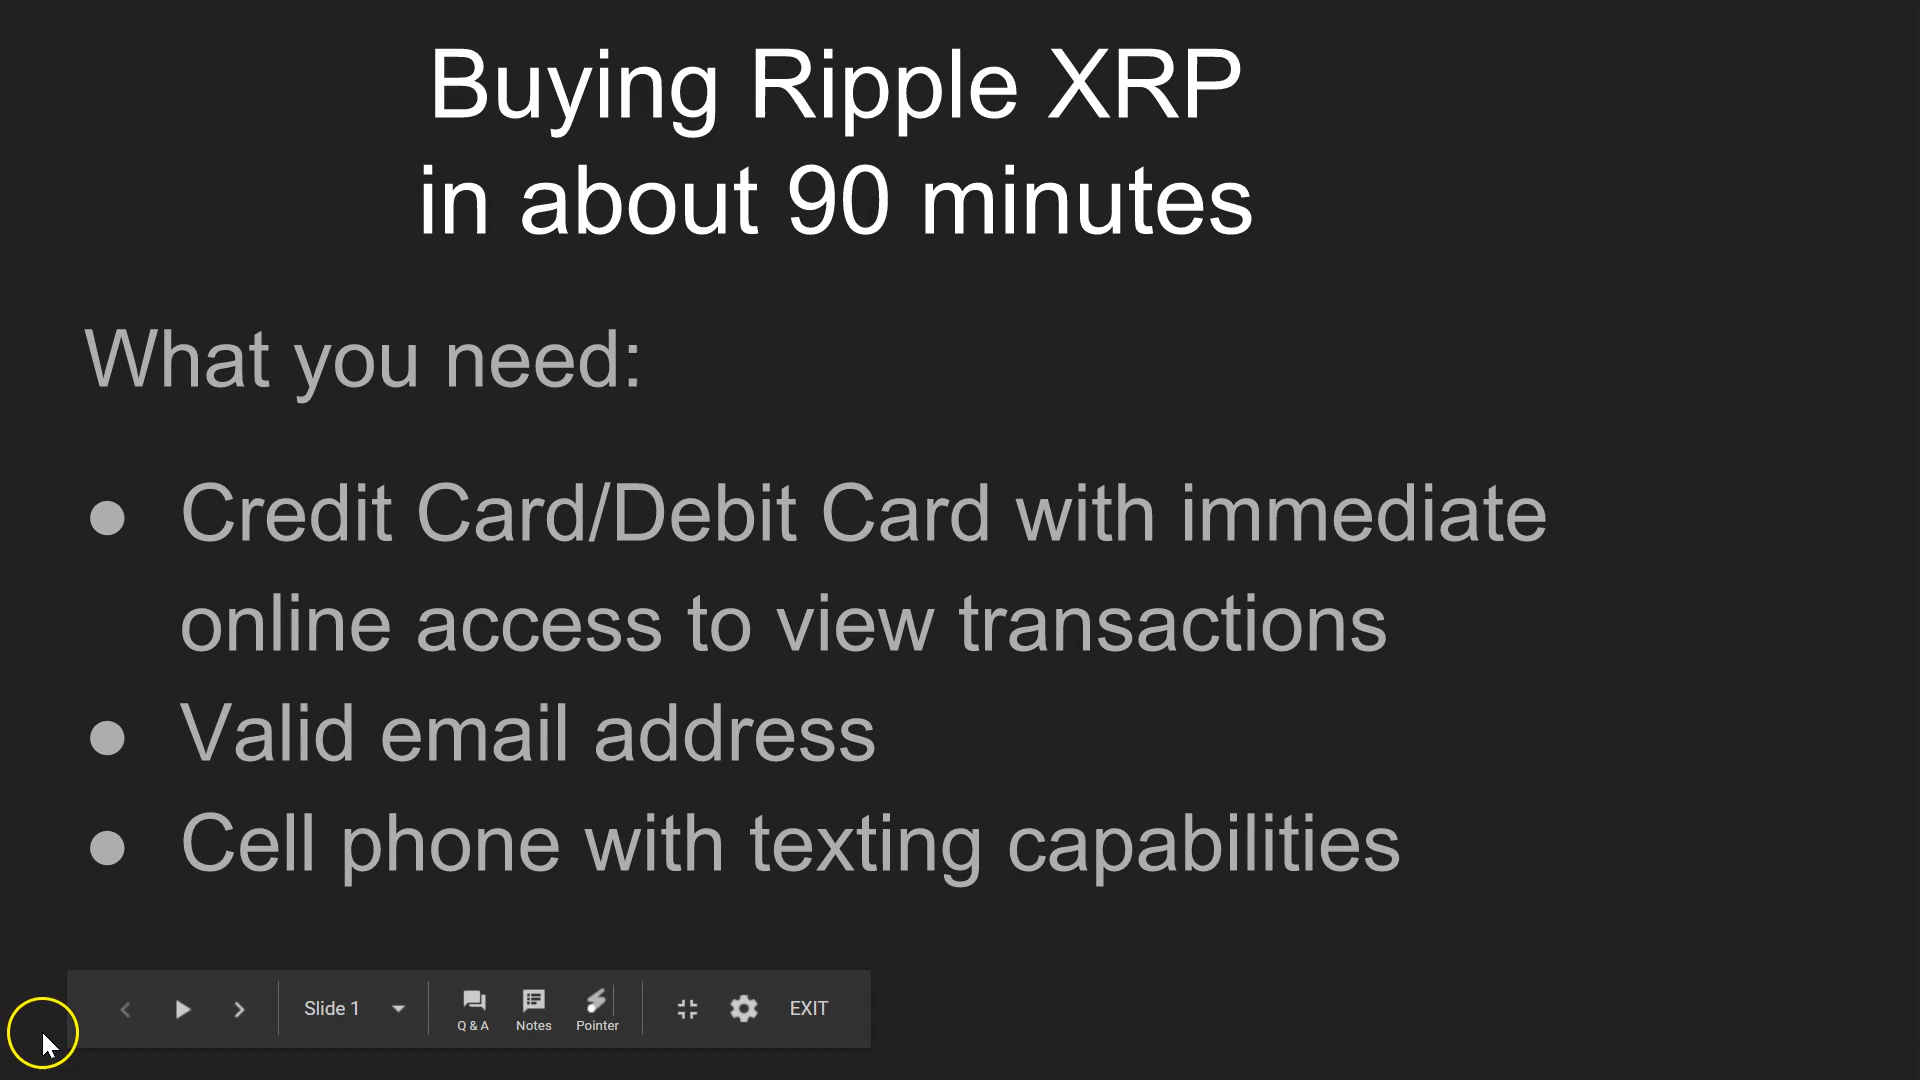 Buying Ripple XRP
in about 90 minutes
What you need:
● Credit Card/Debit Card with immediate
online access to view transactions
● Valid email address
● Cell phone with texting capabilities
Slide 1
Q & A
Notes
Pointer
EXIT